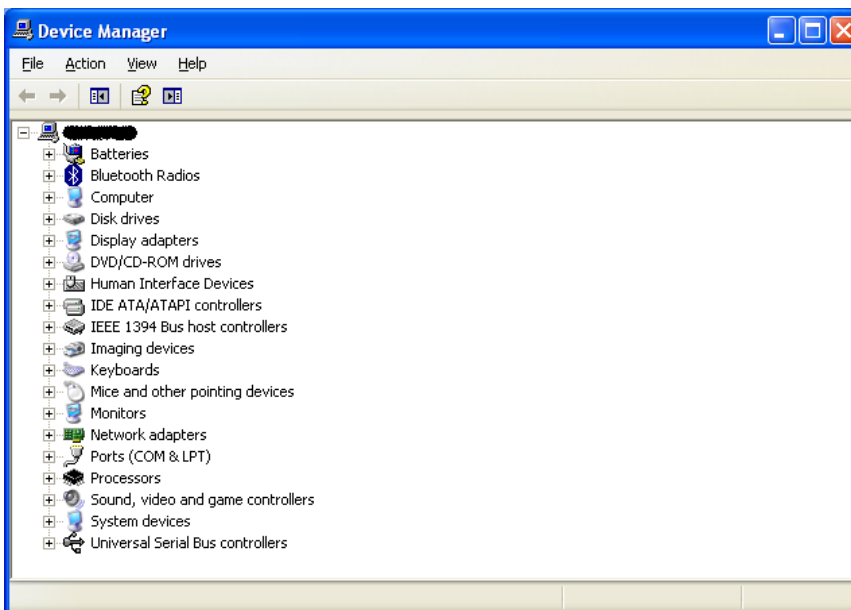 Device Manager
File Action View Help
Batteries
Bluetooth Radios
Computer
Disk drives
Display adapters
DVD/CD-ROM drives
Human Interface Devices
IDE ATA/ATAPI controllers
IEEE 1394 Bus host controllers
Imaging devices
Keyboards
Mice and other pointing devices
Monitors
Network adapters
Ports (COM & LPT)
Processors
Sound, video and game controllers
System devices
Universal Serial Bus controllers